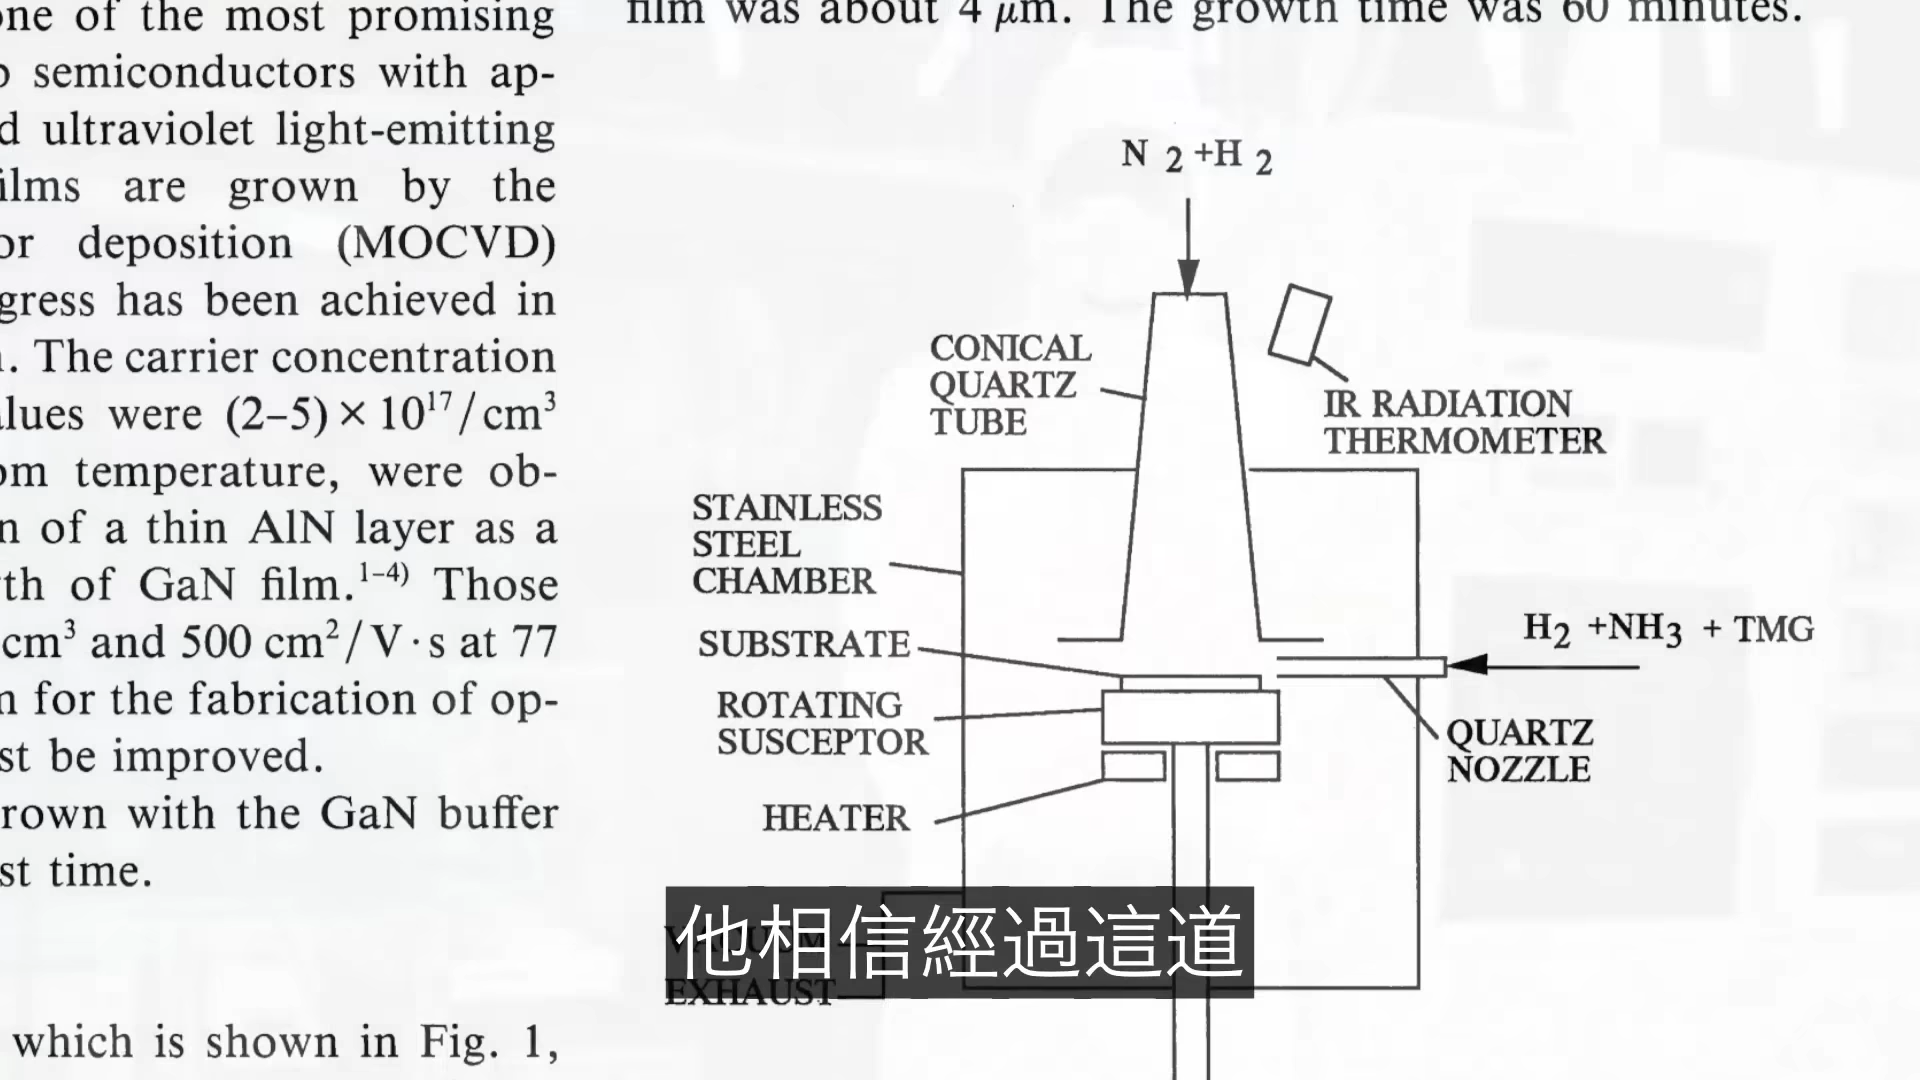 one of the most promising
semiconductors with ap-
d ultraviolet light-emitting
films are grown by the
or deposition (MOCVD)
gress has been achieved in
. The carrier concentration
alues were (2–5) × 10¹⁷/cm³
om temperature, were ob-
n of a thin AlN layer as a
th of GaN film.¹⁻⁴⁾ Those
cm³ and 500 cm²/V·s at 77
n for the fabrication of op-
st be improved.
rown with the GaN buffer
st time.
which is shown in Fig. 1,
film was about 4 μm. The growth time was 60 minutes.
N 2 +H 2
CONICAL
QUARTZ
TUBE
IR RADIATION
THERMOMETER
STAINLESS
STEEL
CHAMBER
SUBSTRATE
H2 +NH3 + TMG
ROTATING
SUSCEPTOR
QUARTZ
NOZZLE
HEATER
VACUUM
EXHAUST
他相信經過這道